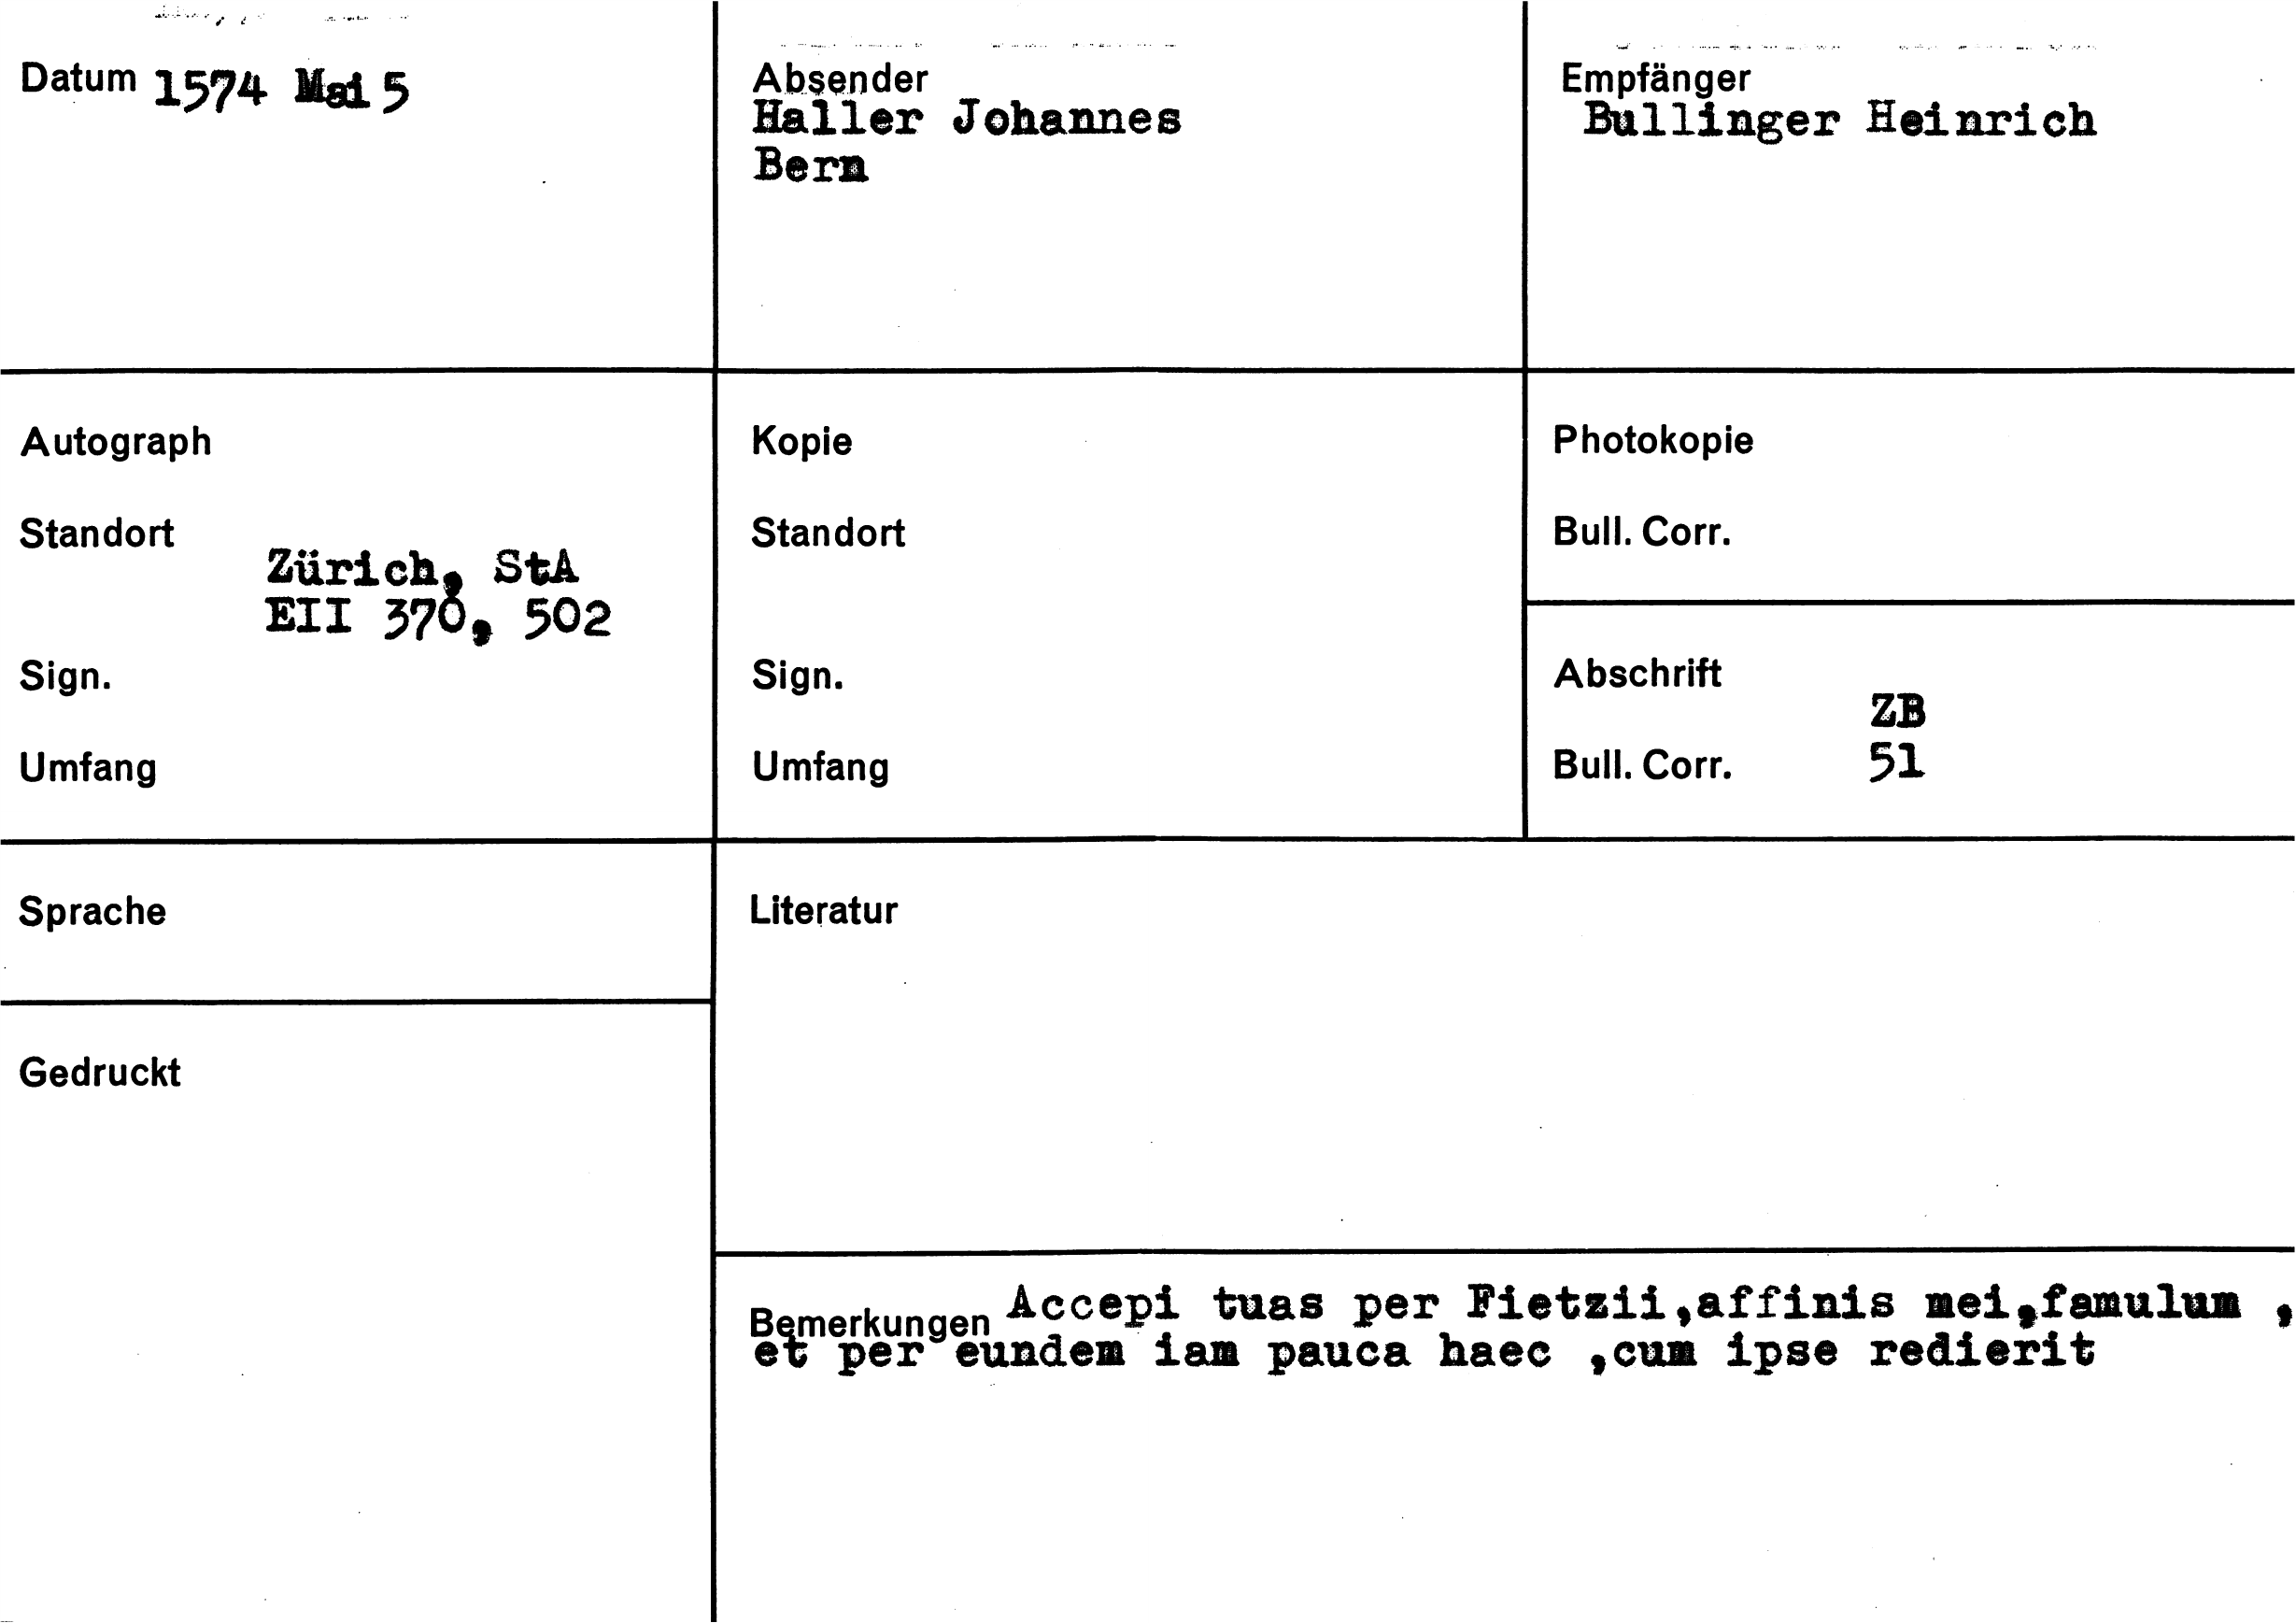 Datum 1574 Mai 5
Absender
Haller Johannes
Bern
Empfänger
Bullinger Heinrich
Autograph
Standort
Zürich, StA
EII 370, 502
Sign.
Umfang
Kopie
Standort
Sign.
Umfang
Photokopie
Bull. Corr.
Abschrift
ZB
Bull. Corr. 51
Sprache
Gedruckt
Literatur
Bemerkungen Accepi tuas per Fietzii,affinis mei,famulum ,
et per eundem iam pauca haec ,cum ipse redierit